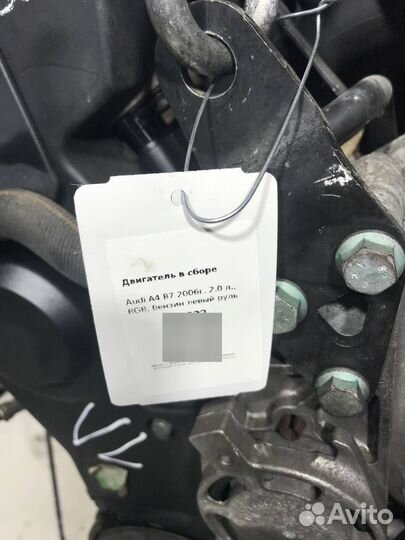 Двигатель в сборе
Audi A4 B7 2006г. 2.0 л.,
BGB, бензин левый руль
Avito